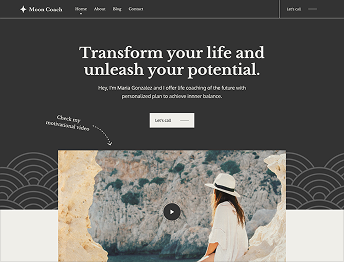 Moon Coach
Home About Blog Contact
Let's call
Transform your life and
unleash your potential.
Hey, I'm Maria Gonzalez and I offer life coaching of the future with
personalized plan to achieve innner balance.
Let's call
Check my
motivational video